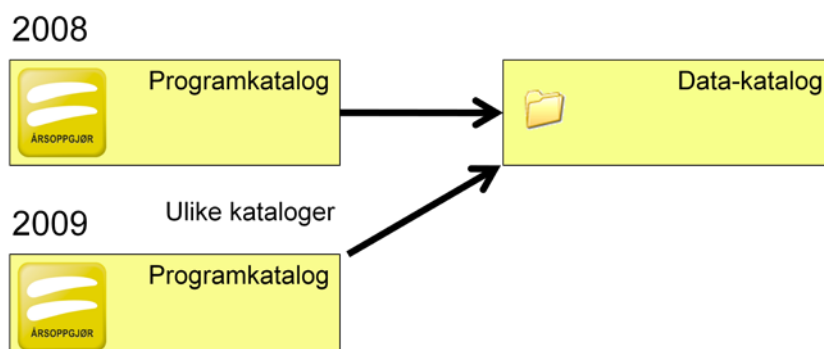 2008
Programkatalog
Data-katalog
ÅRSOPPGJØR
Ulike kataloger
2009
Programkatalog
ÅRSOPPGJØR